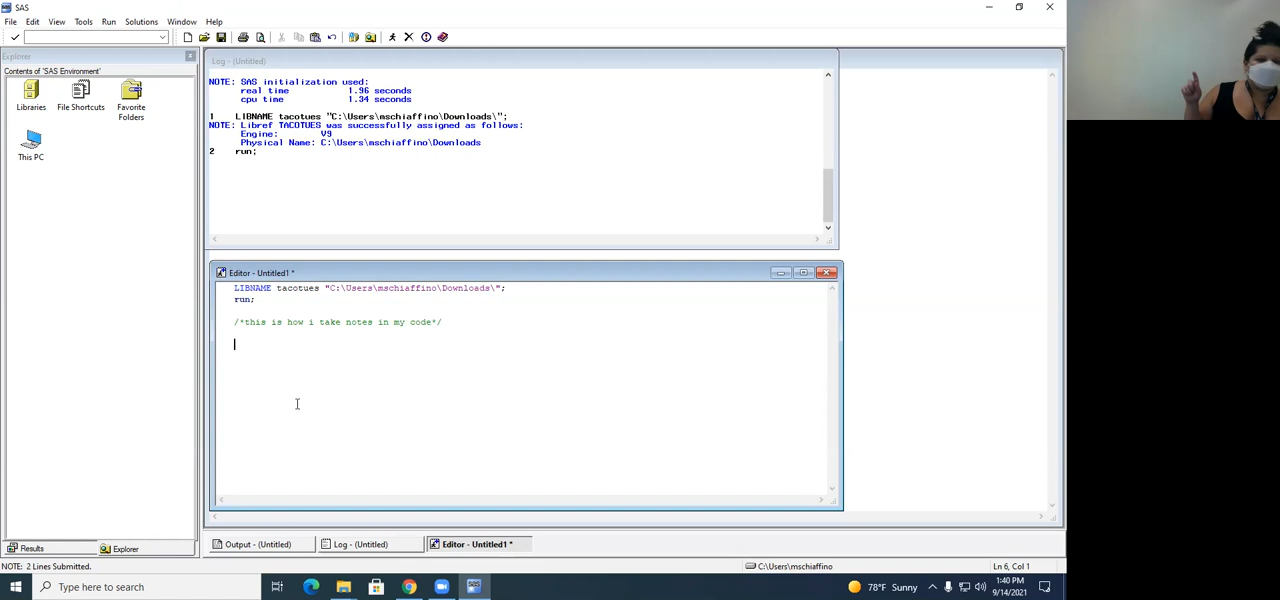 SAS
File Edit View Tools Run Solutions Window Help
Explorer
Contents of 'SAS Environment'
Libraries
File Shortcuts
Favorite
Folders
This PC
Log - (Untitled)
NOTE: SAS initialization used:
real time 1.96 seconds
cpu time 1.34 seconds
1 LIBNAME tacotues "C:\Users\mschiaffino\Downloads\";
NOTE: Libref TACOTUES was successfully assigned as follows:
Engine: V9
Physical Name: C:\Users\mschiaffino\Downloads
2 run;
Editor - Untitled1 *
LIBNAME tacotues "C:\Users\mschiaffino\Downloads\";
run;
/*this is how i take notes in my code*/
Results
Explorer
Output - (Untitled)
Log - (Untitled)
Editor - Untitled1 *
NOTE: 2 Lines Submitted.
C:\Users\mschiaffino
Ln 6, Col 1
Type here to search
78°F Sunny
1:40 PM
9/14/2021